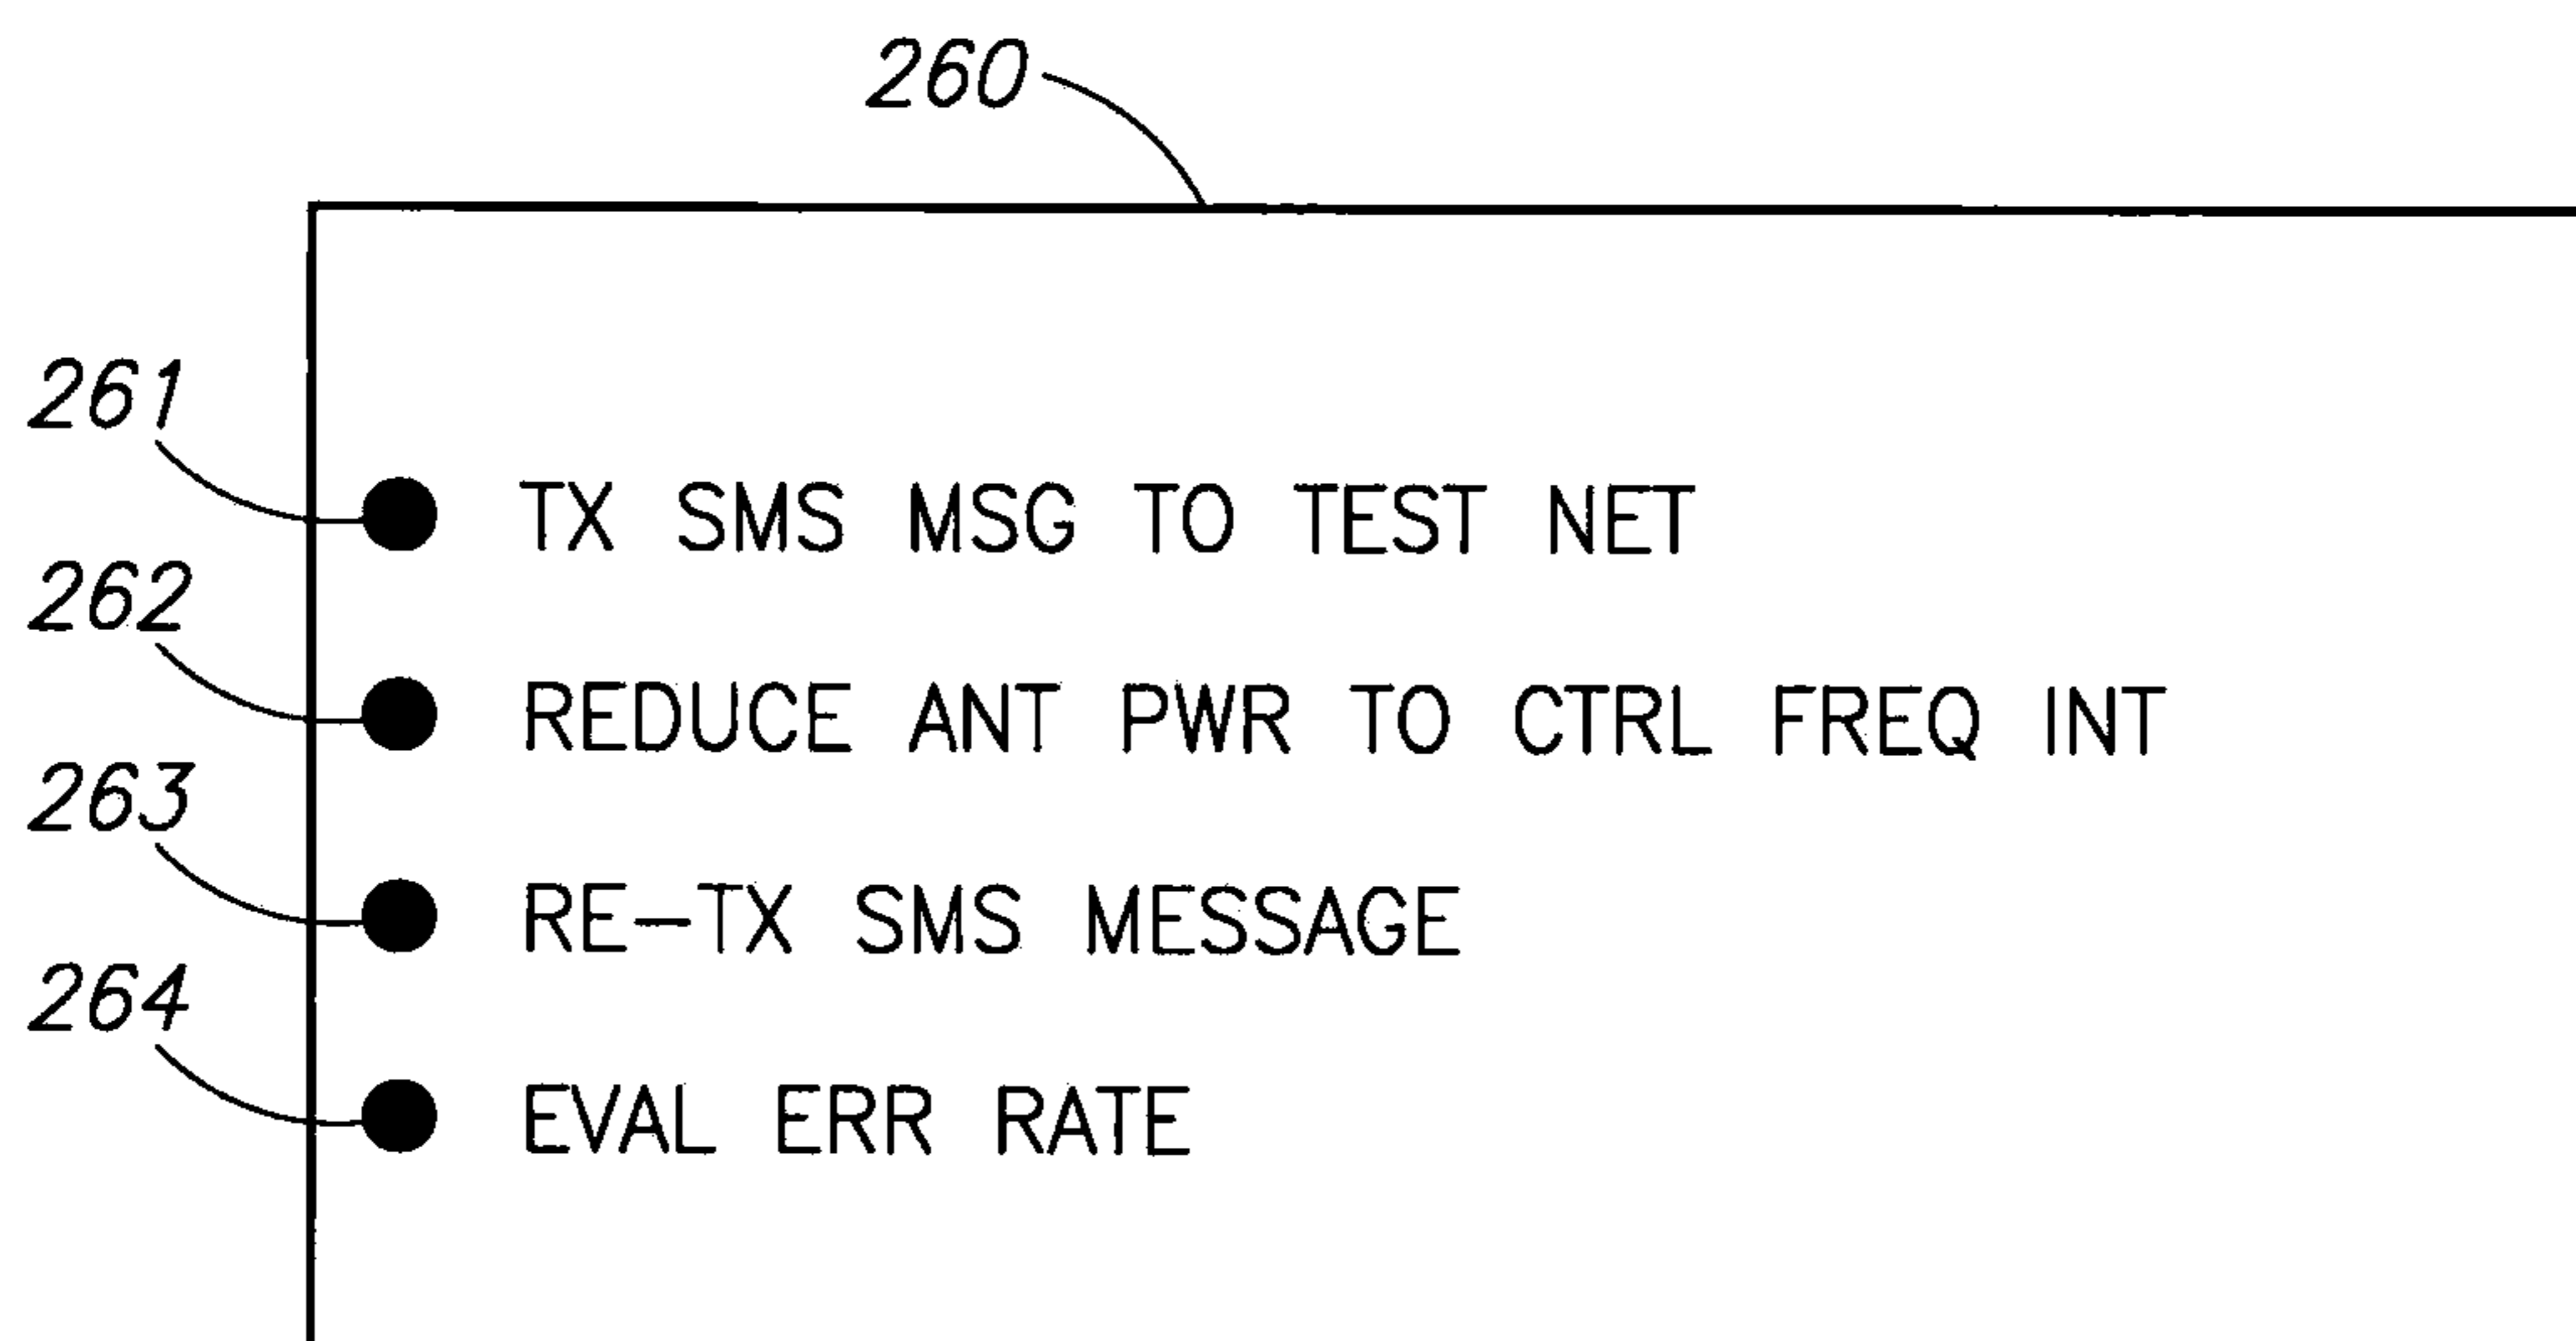 260
261
TX SMS MSG TO TEST NET
262
REDUCE ANT PWR TO CTRL FREQ INT
263
RE-TX SMS MESSAGE
264
EVAL ERR RATE